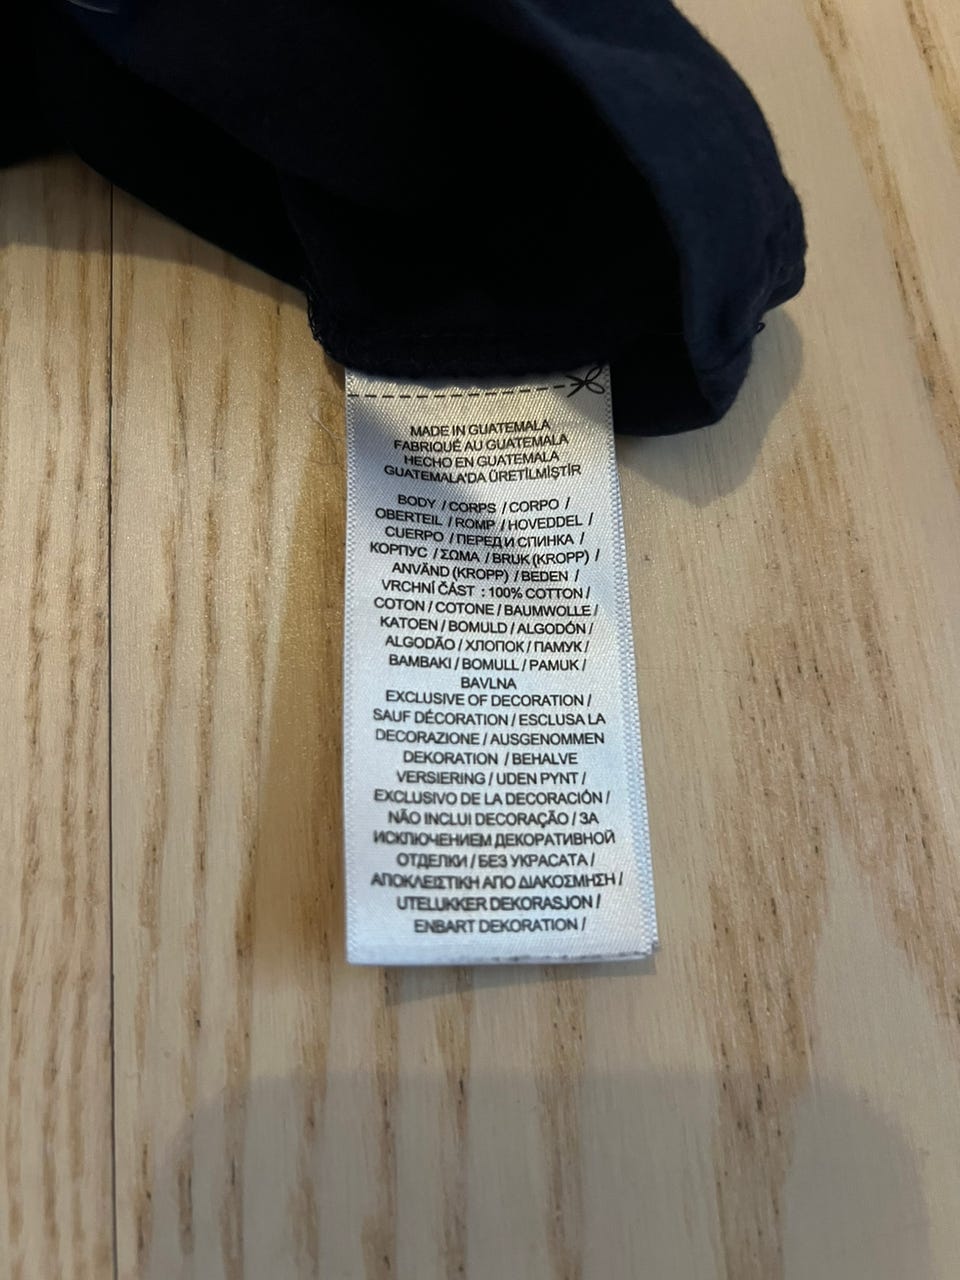 MADE IN GUATEMALA
FABRIQUÉ AU GUATEMALA
HECHO EN GUATEMALA
GUATEMALA'DA ÜRETİLMİŞTİR
BODY / CORPS / CORPO /
OBERTEIL / ROMP / HOVEDDEL /
CUERPO / ПЕРЕД И СПИНКА /
КОРПУС / ΣΩΜΑ / BRUK (KROPP) /
ANVÄND (KROPP) / BEDEN /
VRCHNÍ ČÁST : 100% COTTON /
COTON / COTONE / BAUMWOLLE /
KATOEN / BOMULD / ALGODÓN /
ALGODÃO / ХЛОПОК / ПАМУК /
ΒΑΜΒΑΚΙ / BOMULL / PAMUK /
BAVLNA
EXCLUSIVE OF DECORATION /
SAUF DÉCORATION / ESCLUSA LA
DECORAZIONE / AUSGENOMMEN
DEKORATION / BEHALVE
VERSIERING / UDEN PYNT /
EXCLUSIVO DE LA DECORACIÓN /
NÃO INCLUI DECORAÇÃO / ЗА
ИСКЛЮЧЕНИЕМ ДЕКОРАТИВНОЙ
ОТДЕЛКИ / БЕЗ УКРАСАТА /
ΑΠΟΚΛΕΙΣΤΙΚΗ ΑΠΟ ΔΙΑΚΟΣΜΗΣΗ /
UTELUKKER DEKORASJON /
ENBART DEKORATION /